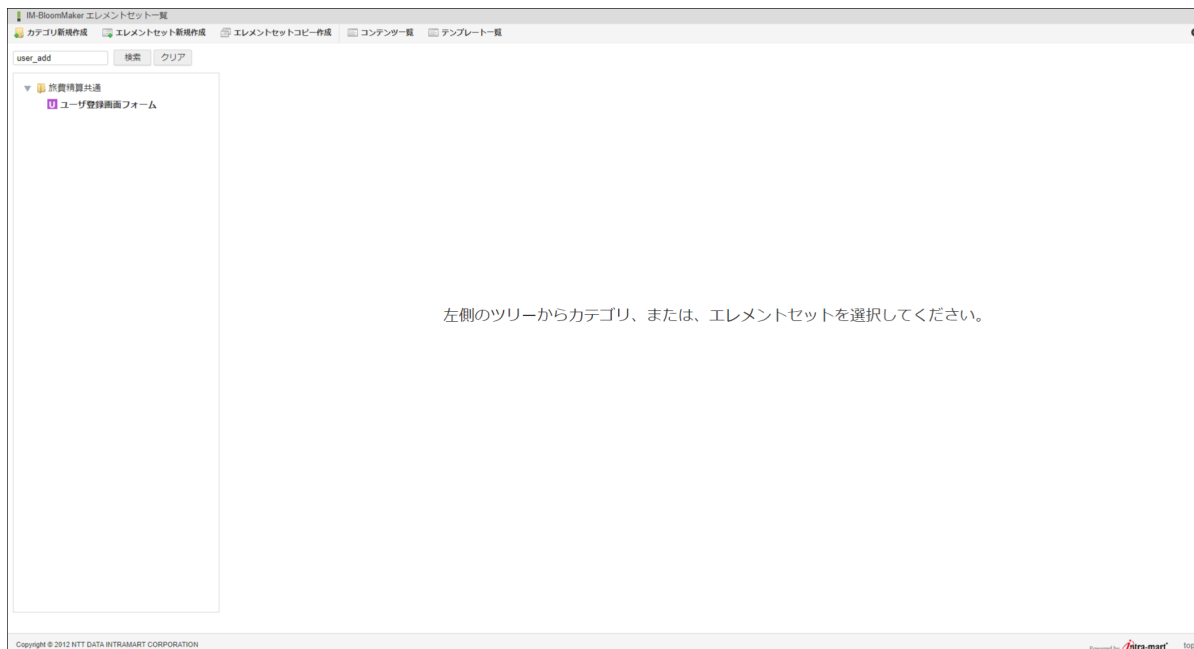 IM-BloomMaker エレメントセット一覧
カテゴリ新規作成 エレメントセット新規作成 エレメントセットコピー作成 コンテンツ一覧 テンプレート一覧
user_add 検索 クリア
旅費精算共通
U ユーザ登録画面フォーム
左側のツリーからカテゴリ、または、エレメントセットを選択してください。
Copyright © 2012 NTT DATA INTRAMART CORPORATION
Powered by intra-mart top